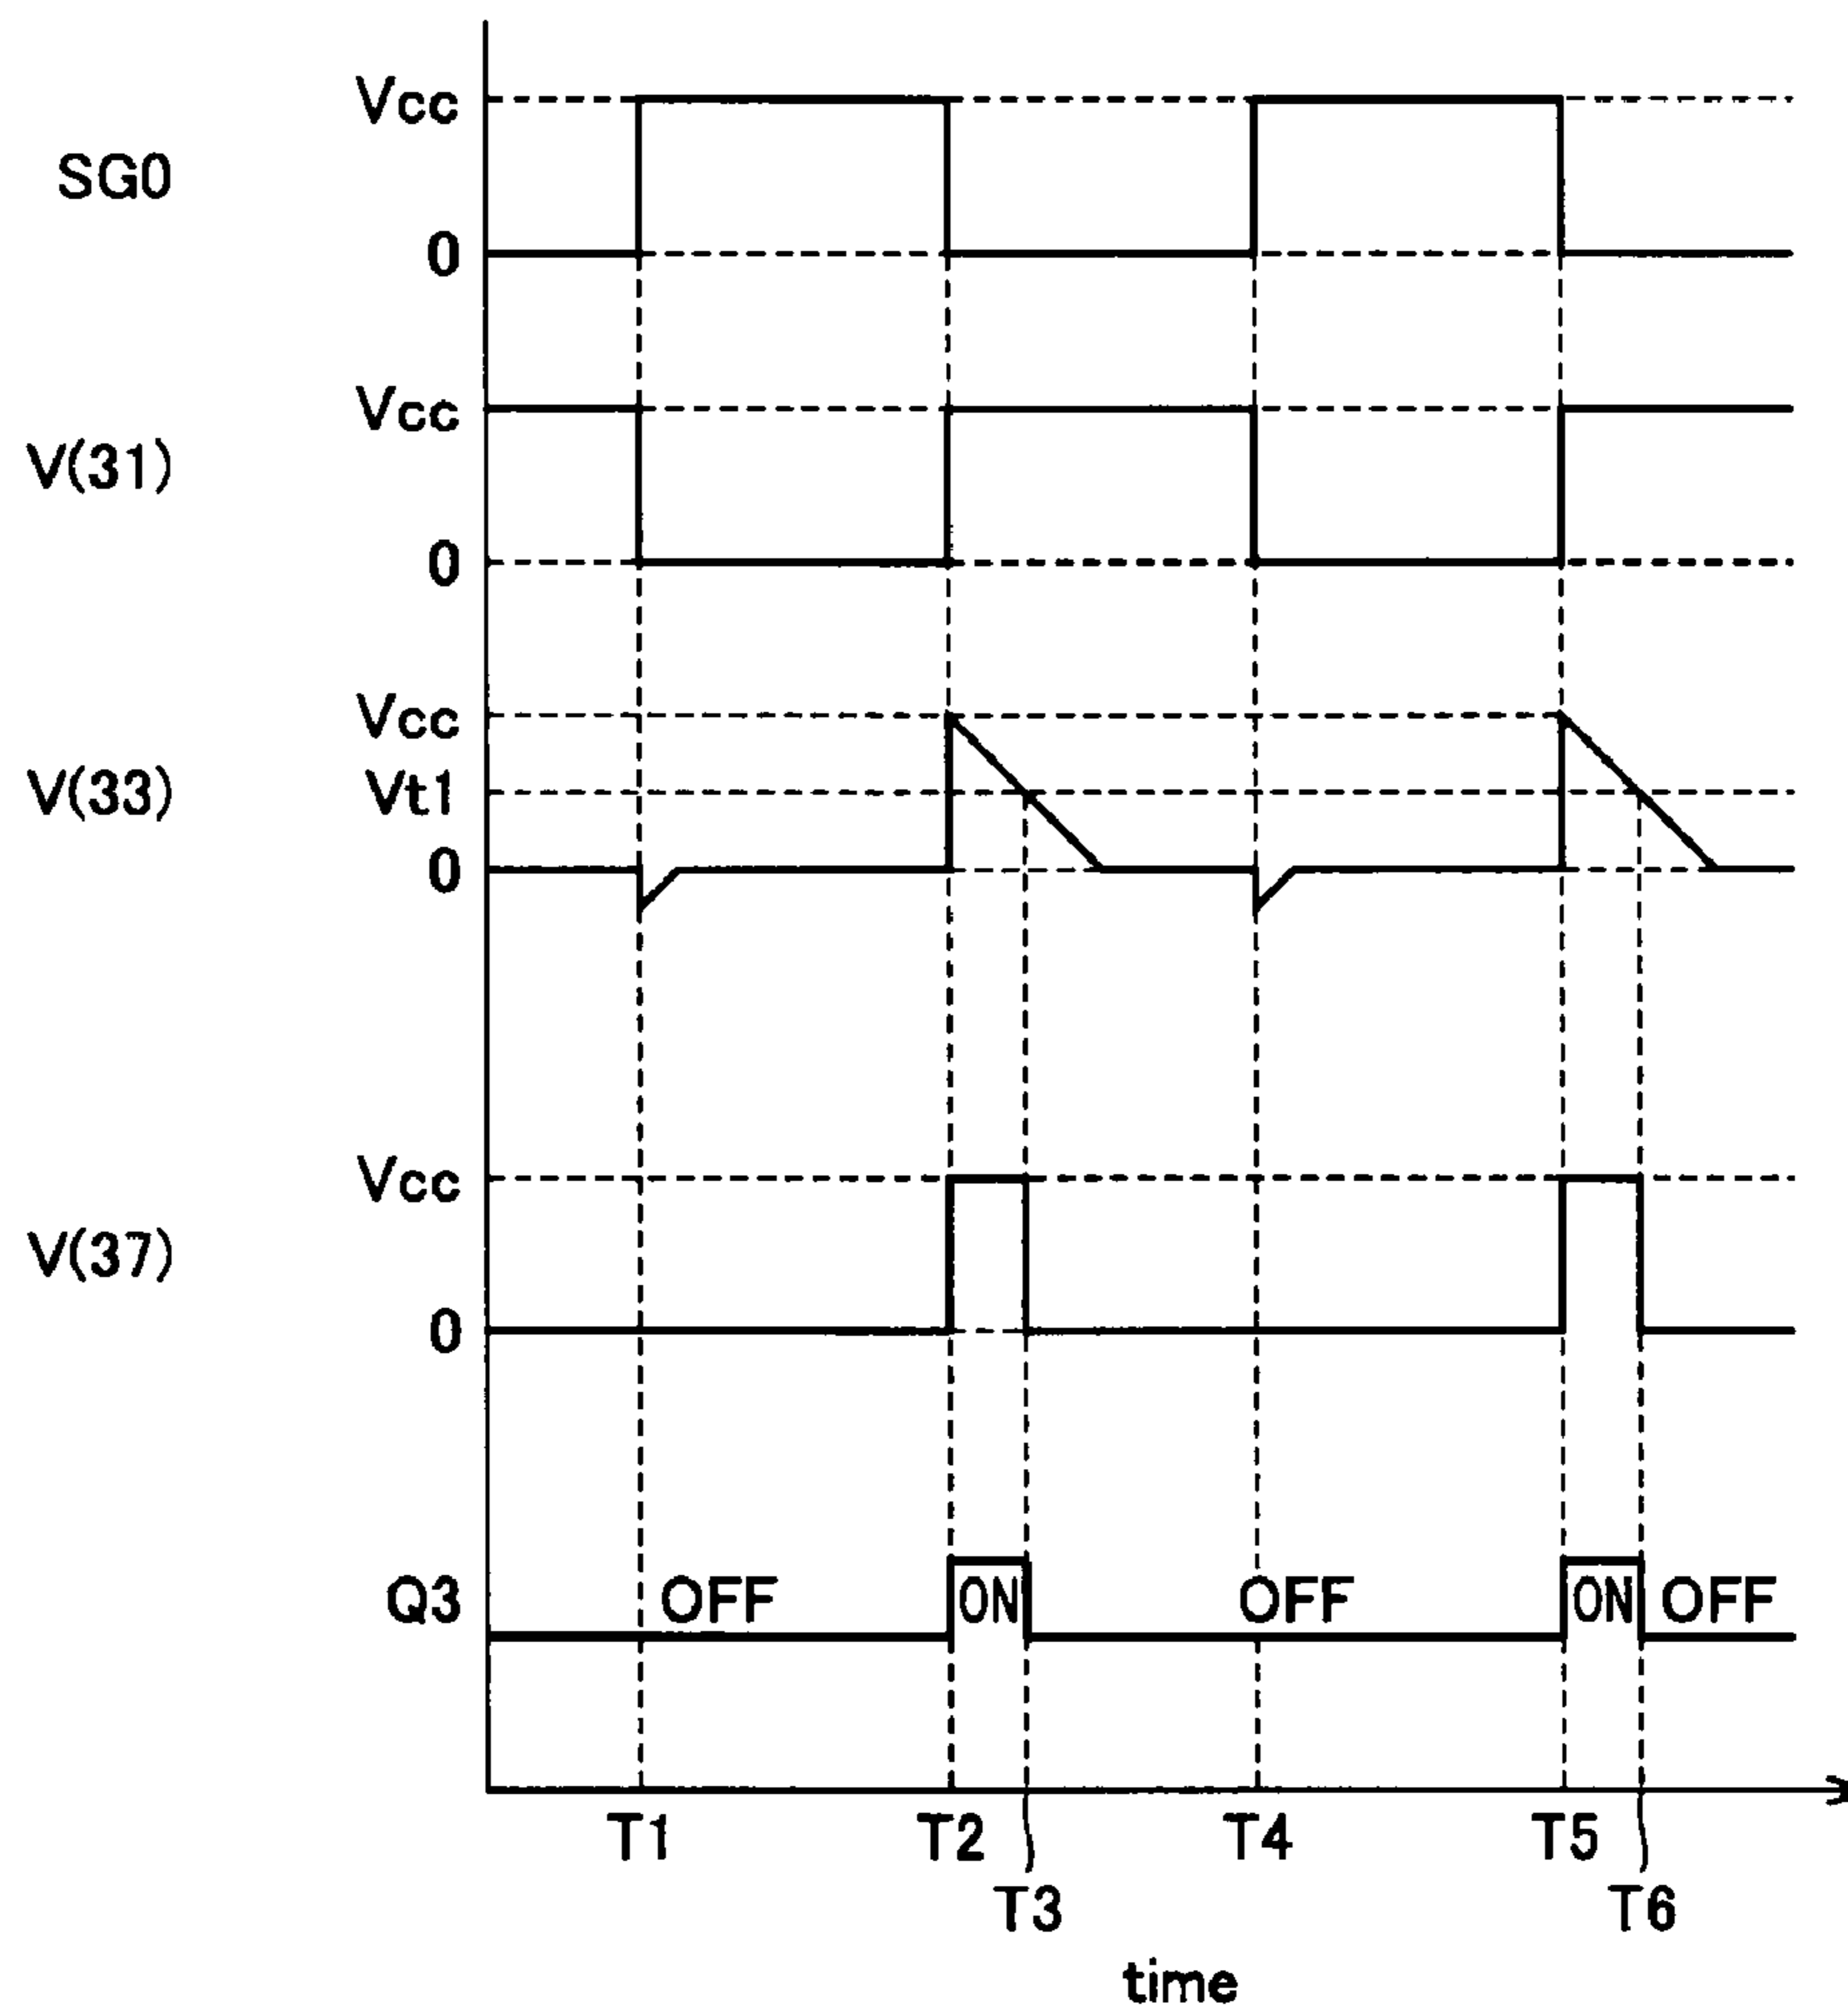 Vcc
SG0
0
Vcc
V(31)
0
Vcc
V(33) Vt1
0
Vcc
V(37)
0
Q3 OFF ON OFF ON OFF
T1 T2 T4 T5
T3 T6
time